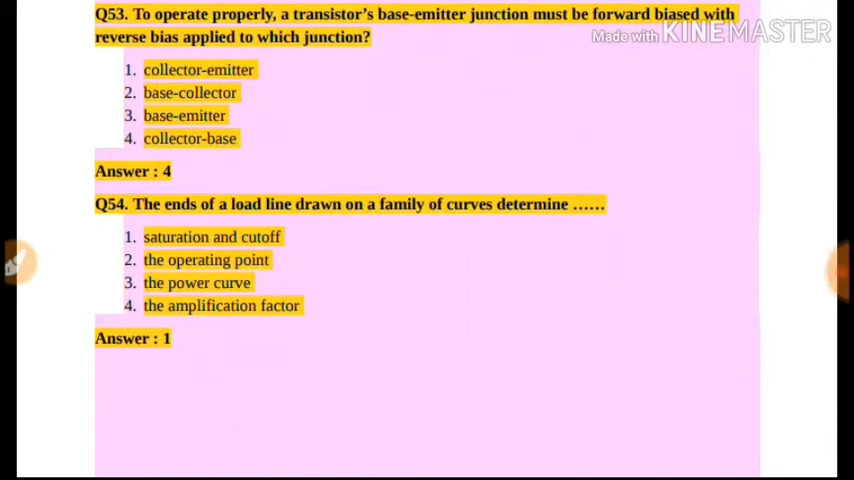 Q53. To operate properly, a transistor’s base-emitter junction must be forward biased with
reverse bias applied to which junction?
Made with KINEMASTER
1. collector-emitter
2. base-collector
3. base-emitter
4. collector-base
Answer : 4
Q54. The ends of a load line drawn on a family of curves determine ……
1. saturation and cutoff
2. the operating point
3. the power curve
4. the amplification factor
Answer : 1